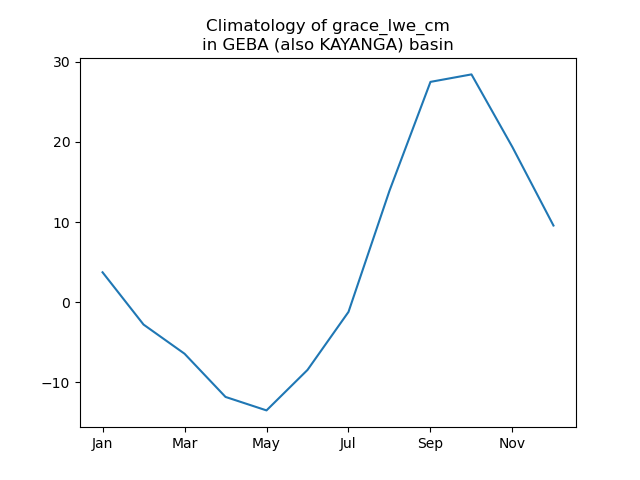 Climatology of grace_lwe_cm
in GEBA (also KAYANGA) basin
30
20
10
0
−10
Jan Mar May Jul Sep Nov